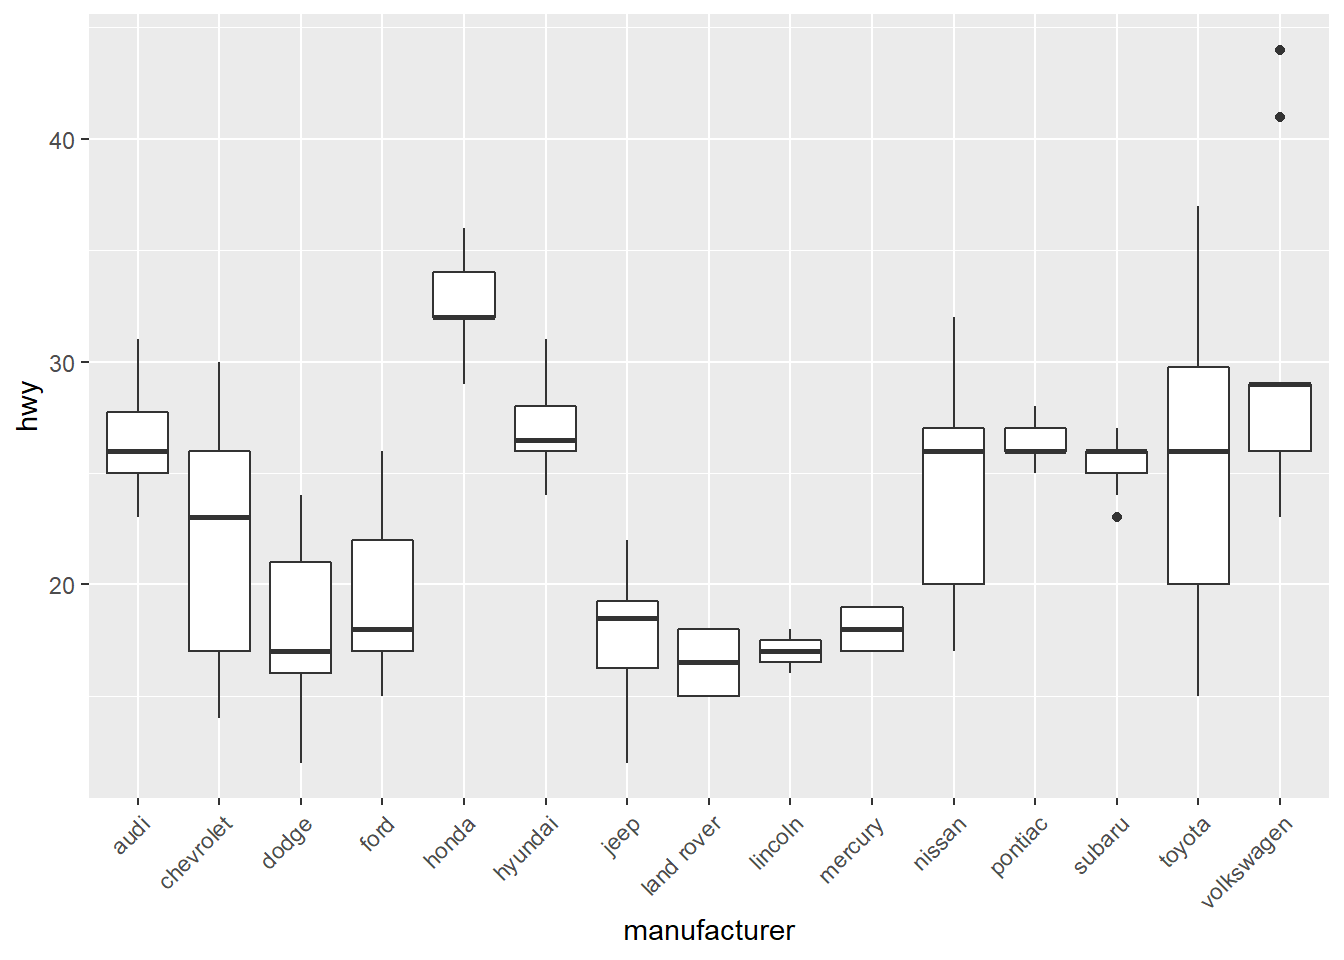 hwy
40
30
20
audi
chevrolet
dodge
ford
honda
hyundai
jeep
land rover
lincoln
mercury
nissan
pontiac
subaru
toyota
volkswagen
manufacturer